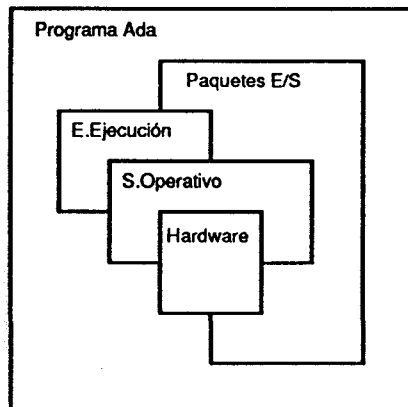 Programa Ada
Paquetes E/S
E.Ejecución
S.Operativo
Hardware